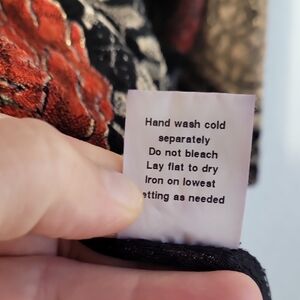 Hand wash cold
separately
Do not bleach
Lay flat to dry
Iron on lowest
etting as needed